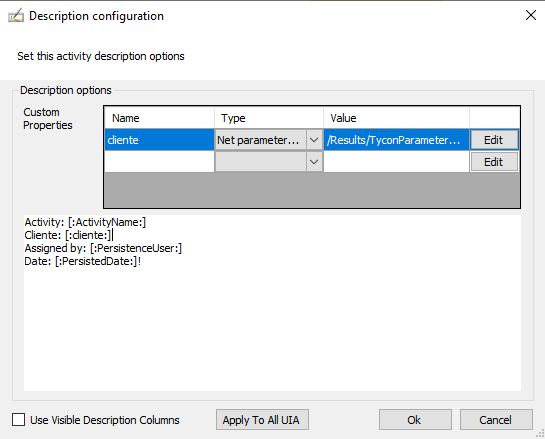 Description configuration
Set this activity description options
Description options
Custom
Properties
Name Type Value
cliente Net parameter... /Results/TyconParameter... Edit
Edit
Activity: [:ActivityName:]
Cliente: [:cliente:]
Assigned by: [:PersistenceUser:]
Date: [:PersistedDate:]!
Use Visible Description Columns Apply To All UIA Ok Cancel